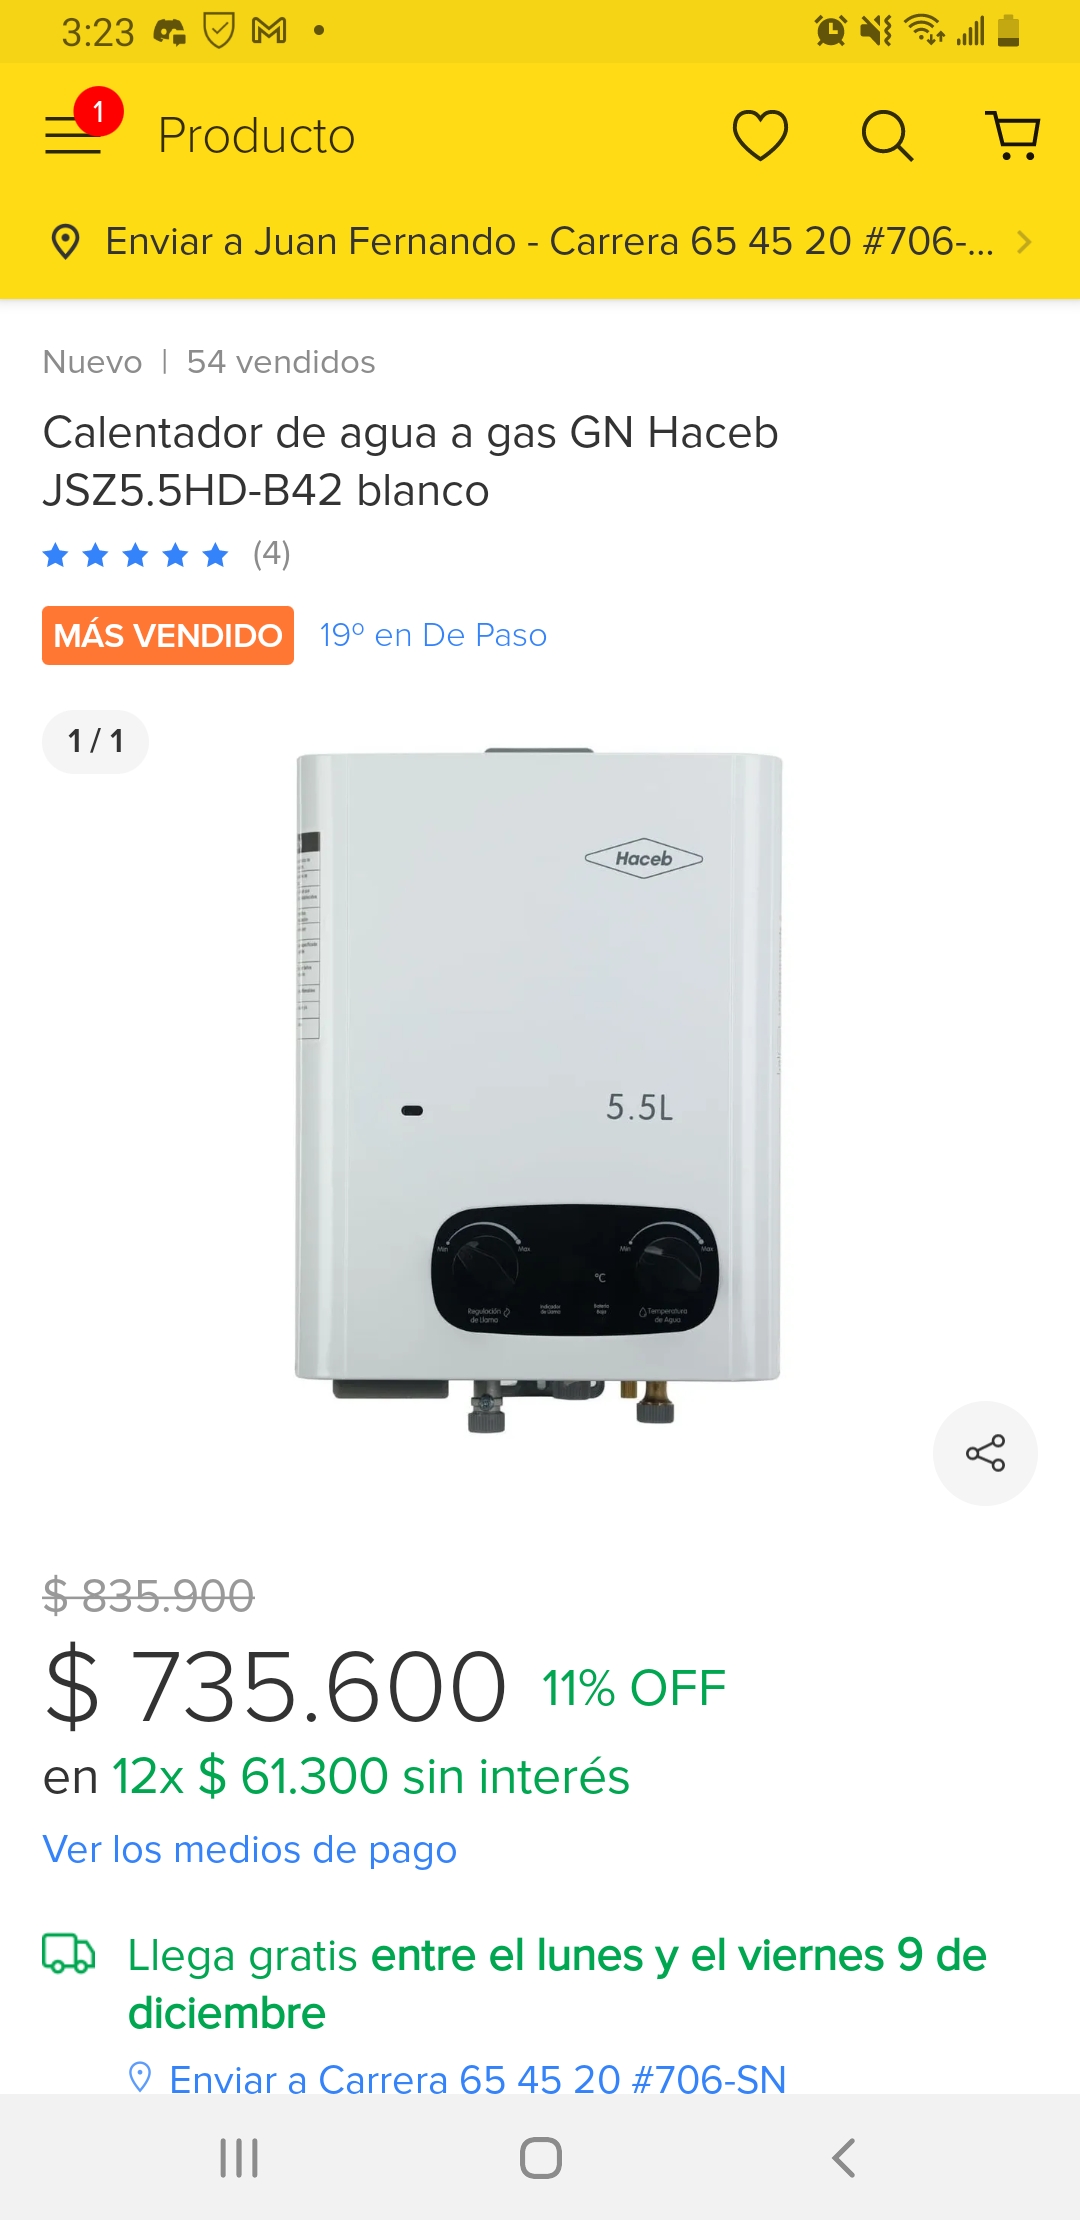 3:23
1
Producto
Enviar a Juan Fernando - Carrera 65 45 20 #706-...
Nuevo | 54 vendidos
Calentador de agua a gas GN Haceb
JSZ5.5HD-B42 blanco
(4)
MÁS VENDIDO 19º en De Paso
1 / 1
Haceb
5.5L
Min Max Min Max
°C
Regulación de Llama
Indicador de Llama
Batería Baja
Temperatura de Agua
$ 835.900
$ 735.600 11% OFF
en 12x $ 61.300 sin interés
Ver los medios de pago
Llega gratis entre el lunes y el viernes 9 de
diciembre
Enviar a Carrera 65 45 20 #706-SN